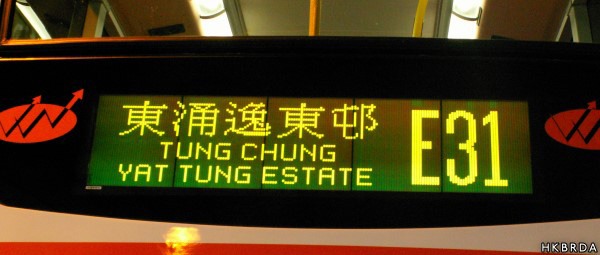 東涌逸東邨
TUNG CHUNG
YAT TUNG ESTATE
E31
HKBRDA